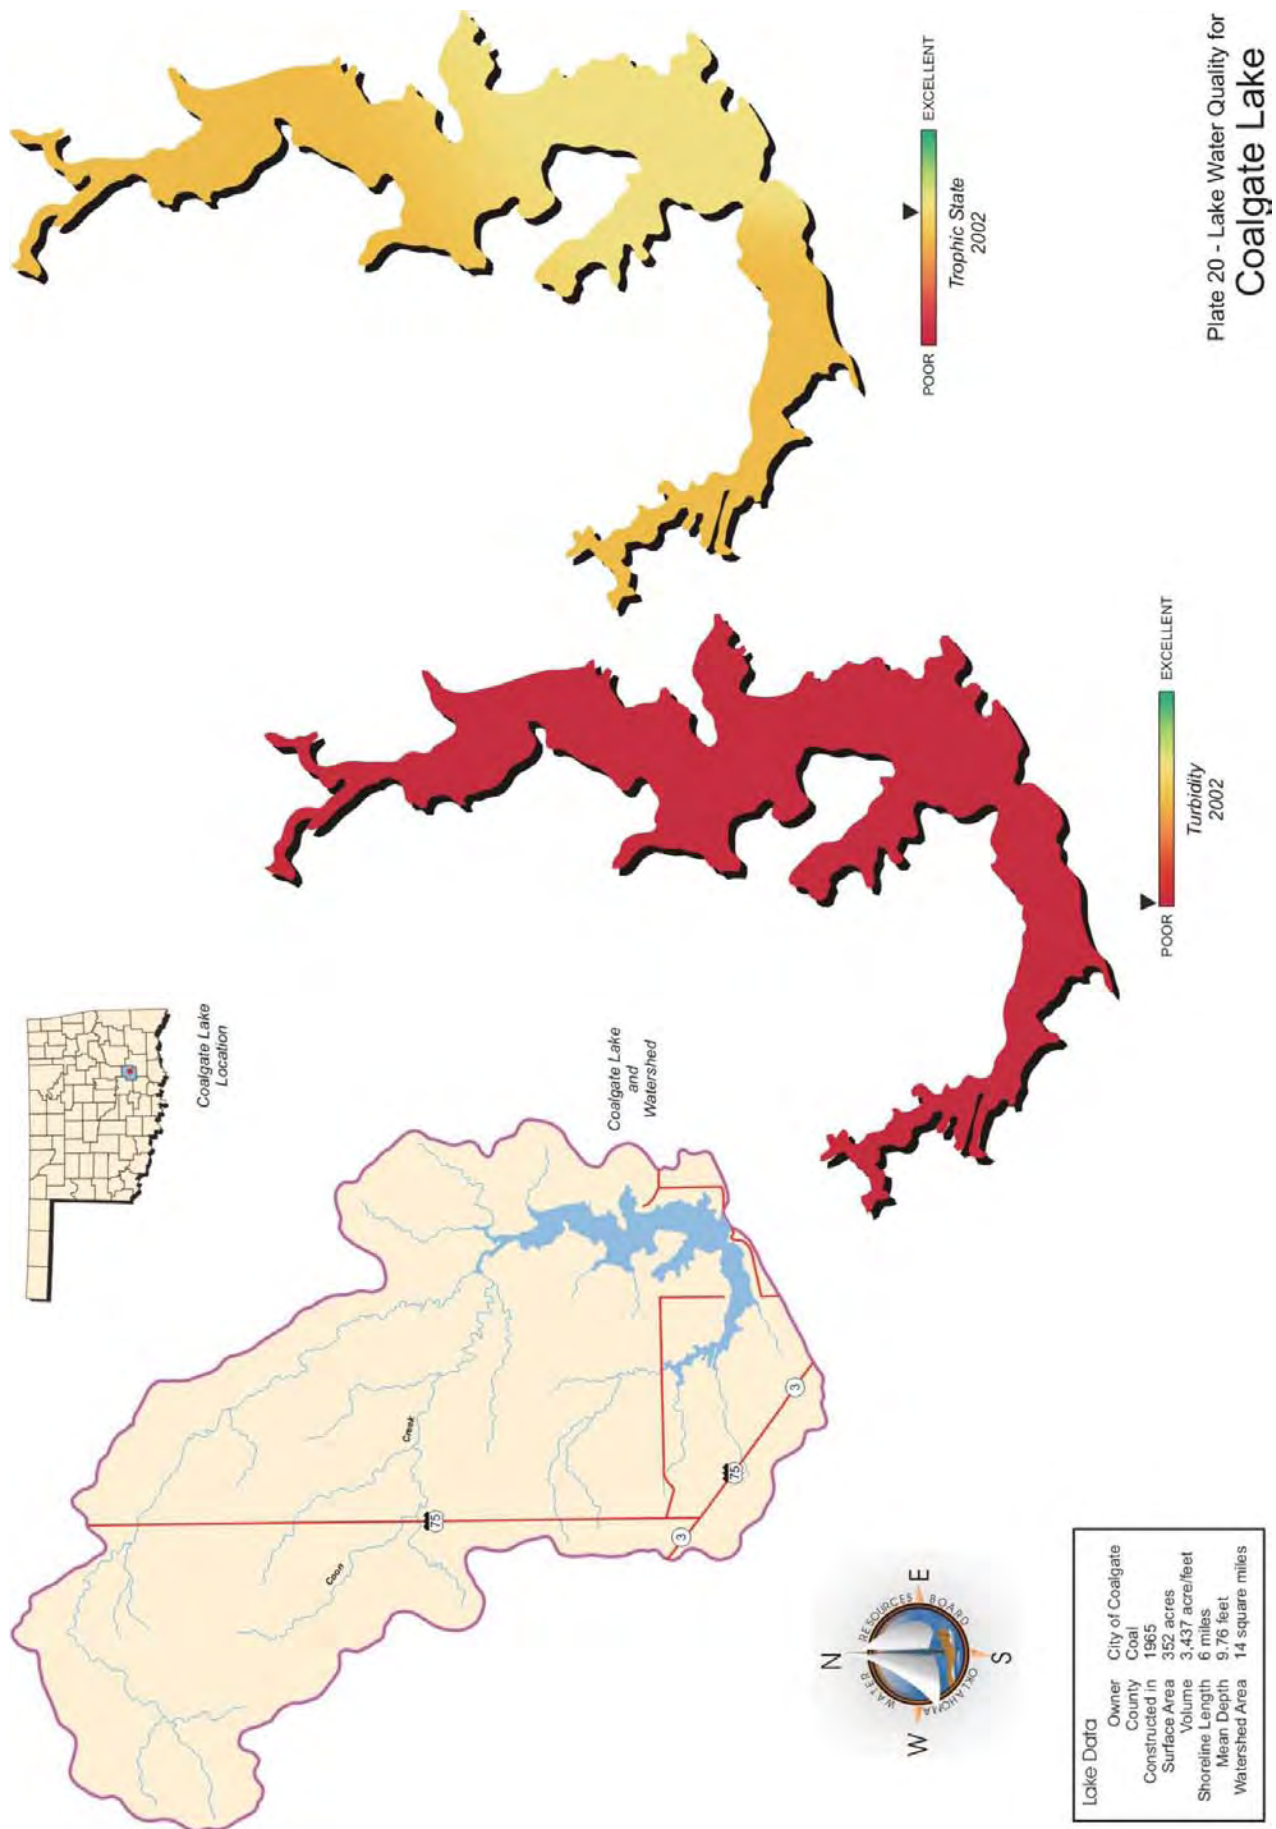 Plate 20 - Lake Water Quality for
Coalgate Lake
Coalgate Lake
Location
Coalgate Lake
and
Watershed
Coon
Creek
75
75
3
3
POOR
EXCELLENT
Trophic State
2002
POOR
EXCELLENT
Turbidity
2002
N
W
E
S
OKLAHOMA WATER RESOURCES BOARD
Lake Data
Owner City of Coalgate
County Coal
Constructed in 1965
Surface Area 352 acres
Volume 3,437 acre/feet
Shoreline Length 6 miles
Mean Depth 9.76 feet
Watershed Area 14 square miles